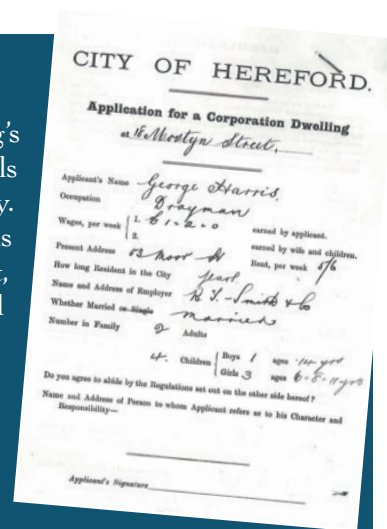 g's
ls
y.
s
t,
d
CITY OF HEREFORD.
Application for a Corporation Dwelling
at 18 Mostyn Street,
Applicant's Name George Harris,
Occupation Drayman
Wages, per week { 1. £1-2-0 earned by applicant.
2. earned by wife and children.
Present Address 53 Moor St Rent, per week 5/6
How long Resident in the City years.
Name and Address of Employer R. T. Smith & Co
Whether Married or Single Married
Number in Family 2 Adults
4. Children { Boys 1 ages 14 yrs
Girls 3 ages 6-8-11 yrs
Do you agree to abide by the Regulations set out on the other side hereof?
Name and Address of Person to whom Applicant refers as to his Character and
Responsibility—
Applicant's Signature